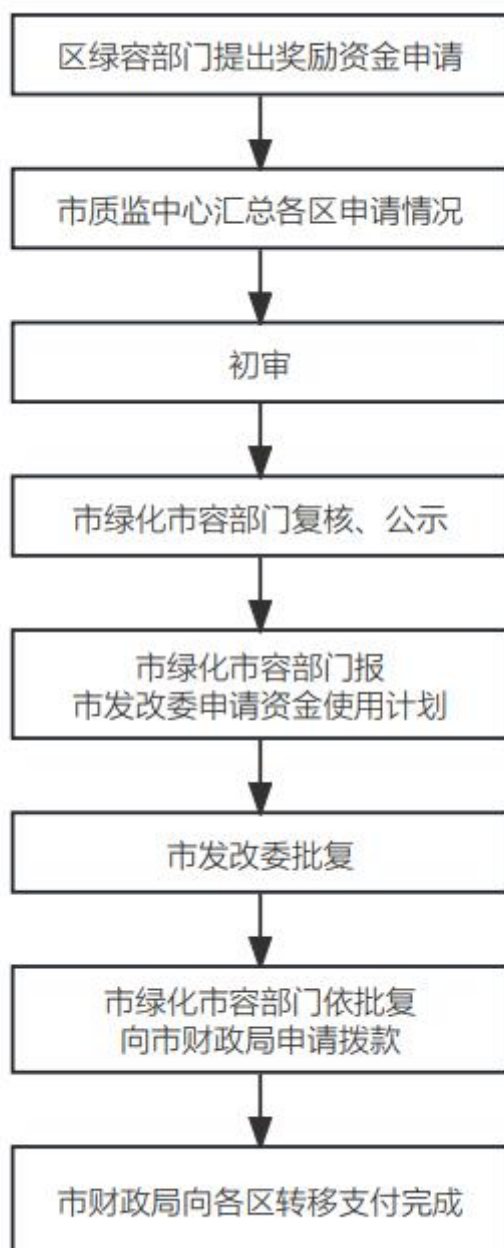 区绿容部门提出奖励资金申请
市质监中心汇总各区申请情况
初审
市绿化市容部门复核、公示
市绿化市容部门报
市发改委申请资金使用计划
市发改委批复
市绿化市容部门依批复
向市财政局申请拨款
市财政局向各区转移支付完成